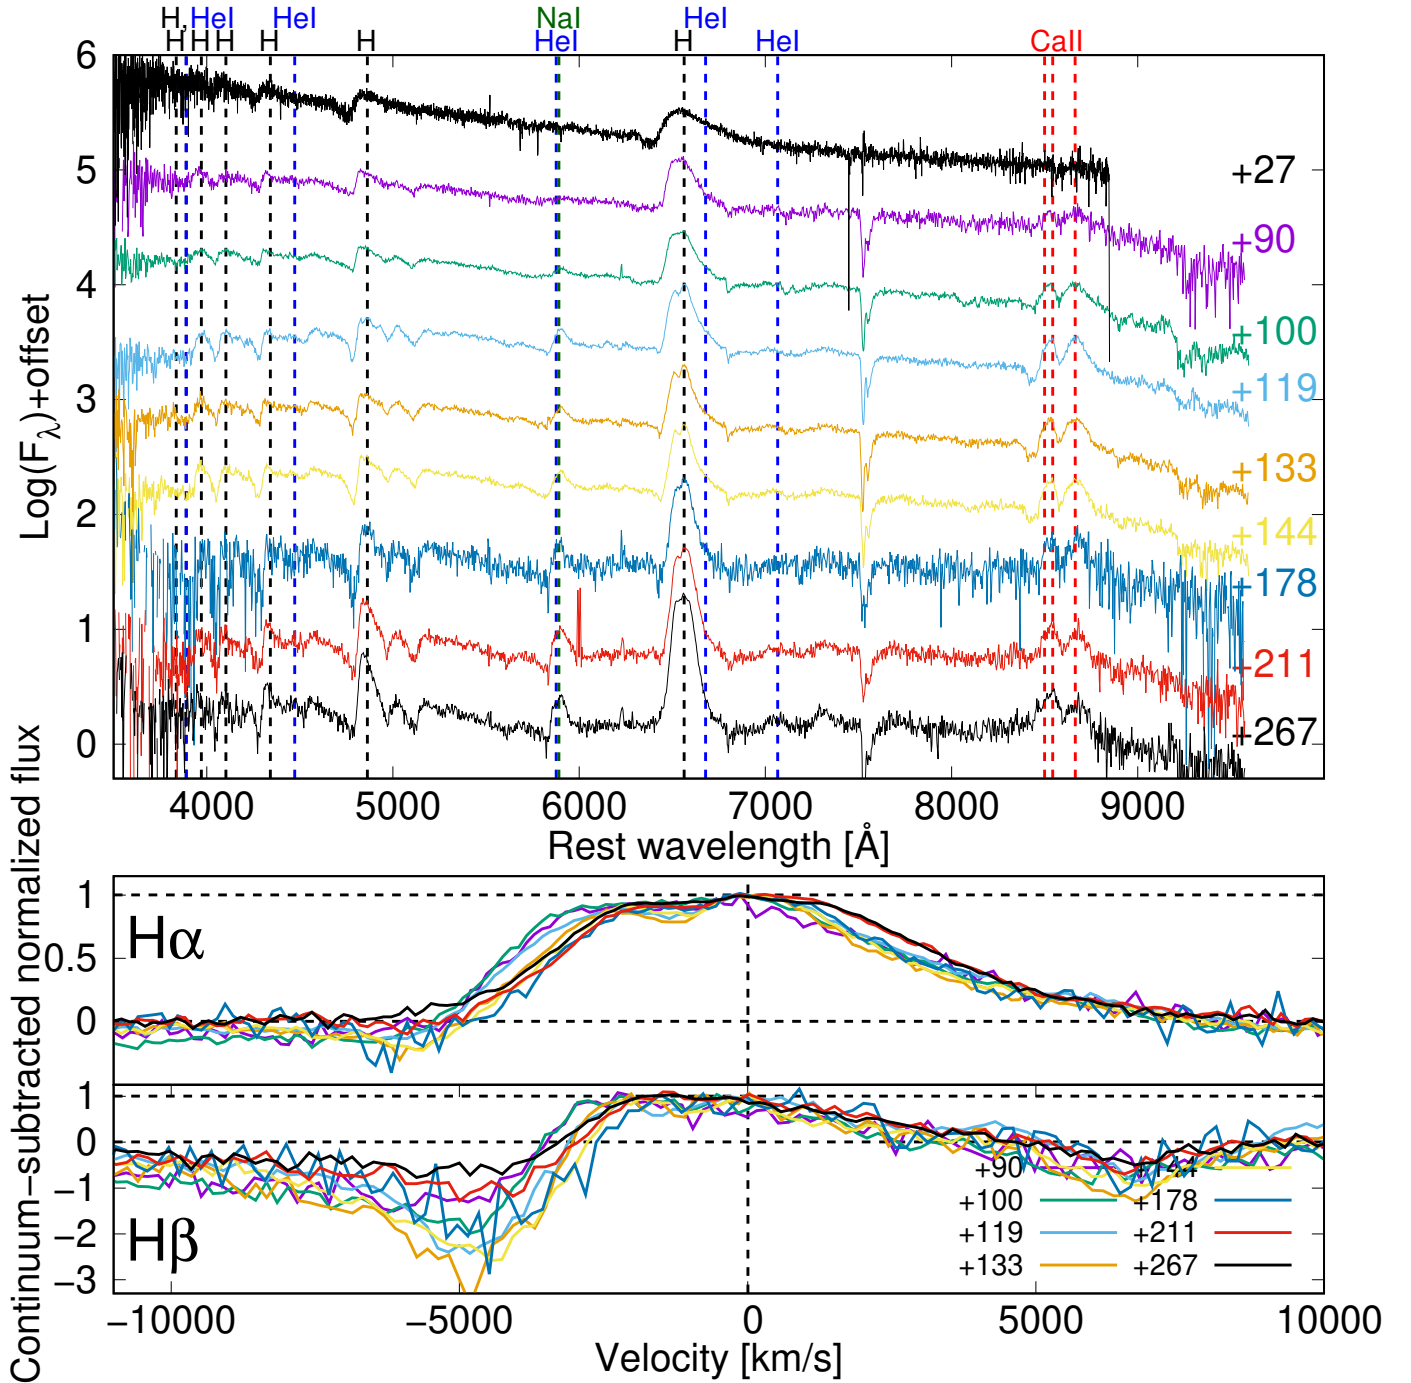 H, HeI HeI NaI HeI
H H H H H HeI H HeI CaII
Log(Fλ)+offset
6
5
4
3
2
1
0
+27
+90
+100
+119
+133
+144
+178
+211
+267
4000 5000 6000 7000 8000 9000
Rest wavelength [Å]
Continuum−subtracted normalized flux
1
0.5
0
Hα
1
0
−1
−2
−3
Hβ
+90 +144
+100 +178
+119 +211
+133 +267
−10000 −5000 0 5000 10000
Velocity [km/s]